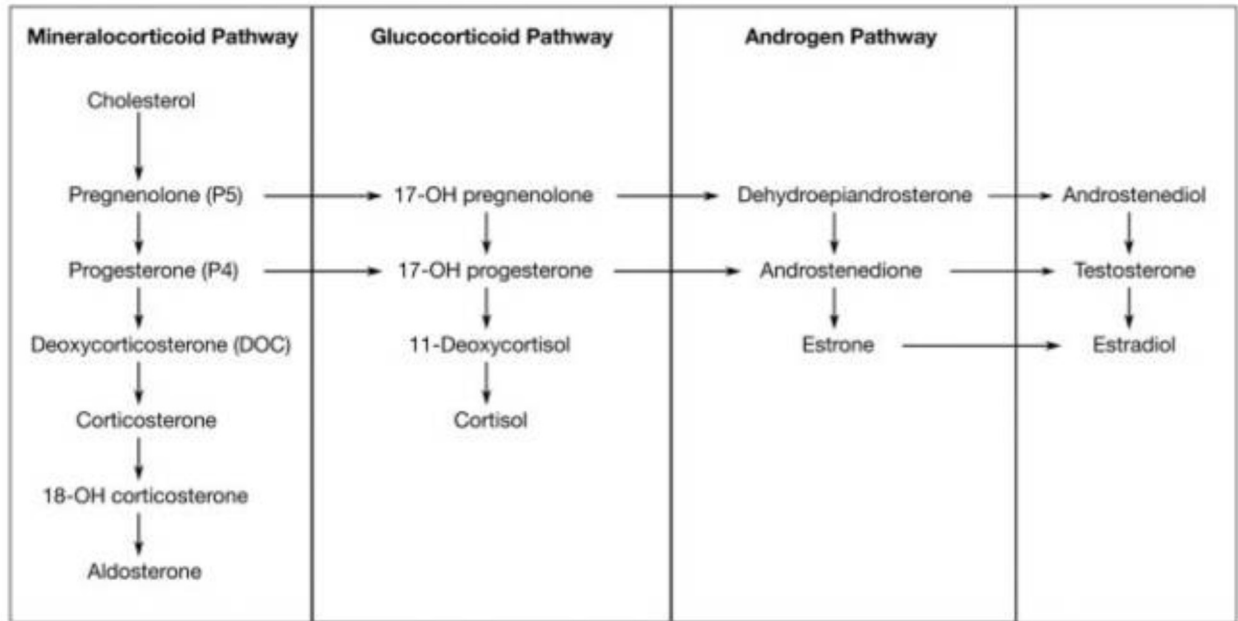 Mineralocorticoid Pathway Glucocorticoid Pathway Androgen Pathway
Cholesterol
Pregnenolone (P5) 17-OH pregnenolone Dehydroepiandrosterone Androstenediol
Progesterone (P4) 17-OH progesterone Androstenedione Testosterone
Deoxycorticosterone (DOC) 11-Deoxycortisol Estrone Estradiol
Corticosterone Cortisol
18-OH corticosterone
Aldosterone